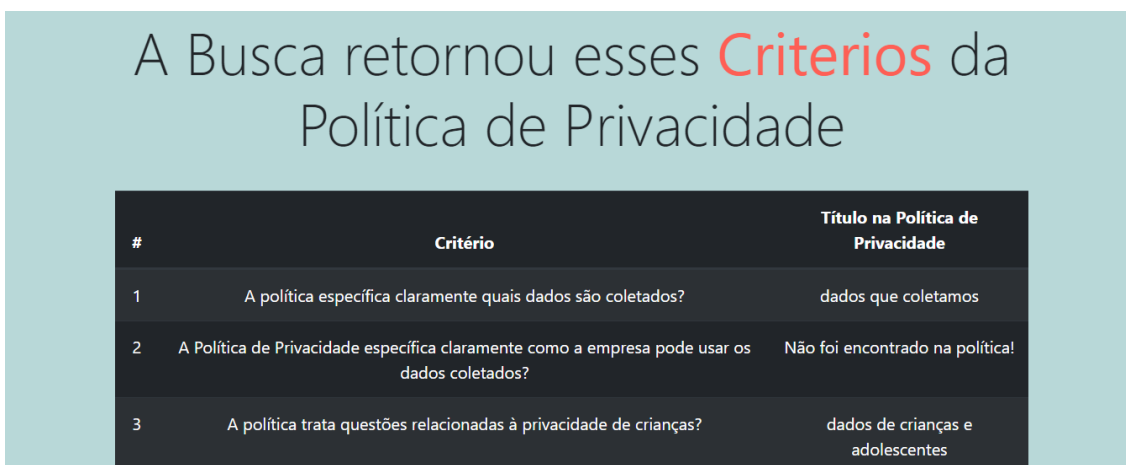 A Busca retornou esses Criterios da
Política de Privacidade
Título na Política de
# Critério Privacidade
1 A política específica claramente quais dados são coletados? dados que coletamos
2 A Política de Privacidade específica claramente como a empresa pode usar os Não foi encontrado na política!
dados coletados?
3 A política trata questões relacionadas à privacidade de crianças? dados de crianças e
adolescentes